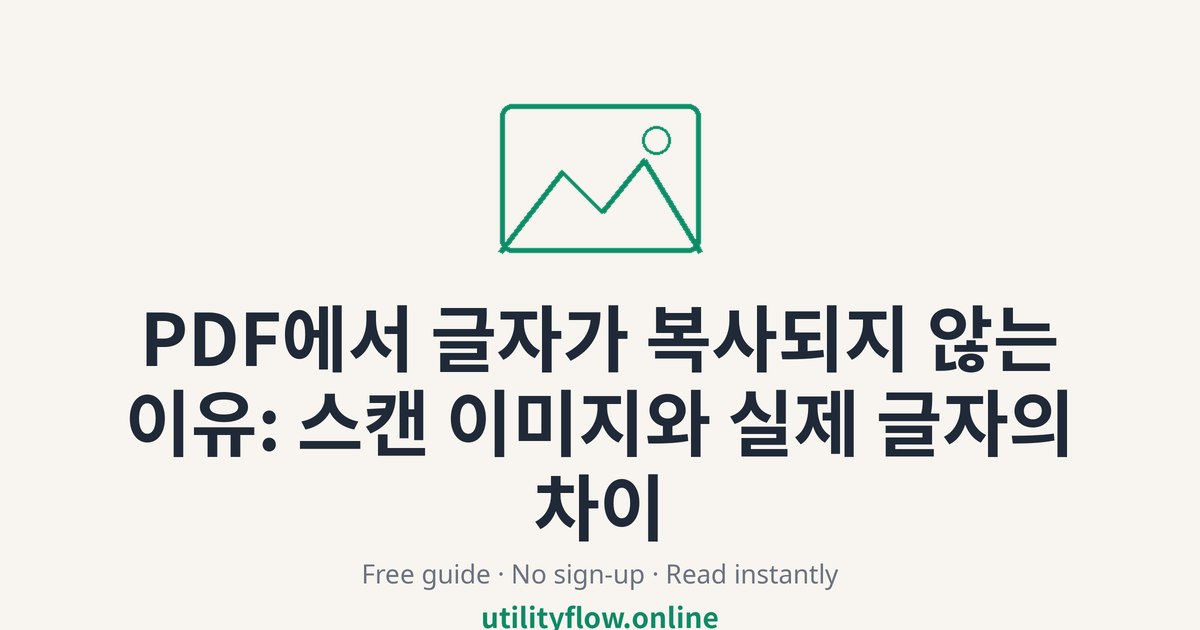 PDF에서 글자가 복사되지 않는
이유: 스캔 이미지와 실제 글자의
차이
Free guide · No sign-up · Read instantly
utilityflow.online